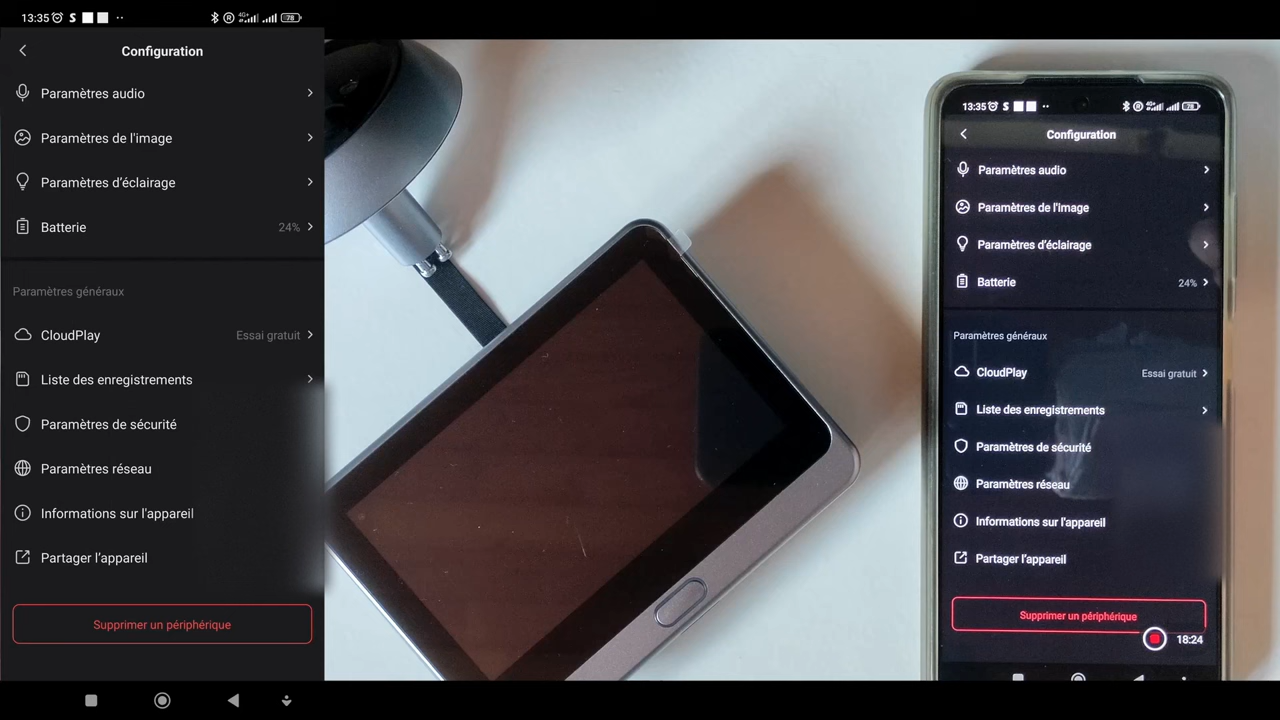 13:35
Configuration
Paramètres audio
Paramètres de l'image
Paramètres d'éclairage
Batterie 24%
Paramètres généraux
CloudPlay Essai gratuit
Liste des enregistrements
Paramètres de sécurité
Paramètres réseau
Informations sur l'appareil
Partager l'appareil
Supprimer un périphérique
13:35
Configuration
Paramètres audio
Paramètres de l'image
Paramètres d'éclairage
Batterie 24%
Paramètres généraux
CloudPlay Essai gratuit
Liste des enregistrements
Paramètres de sécurité
Paramètres réseau
Informations sur l'appareil
Partager l'appareil
Supprimer un périphérique
18:24